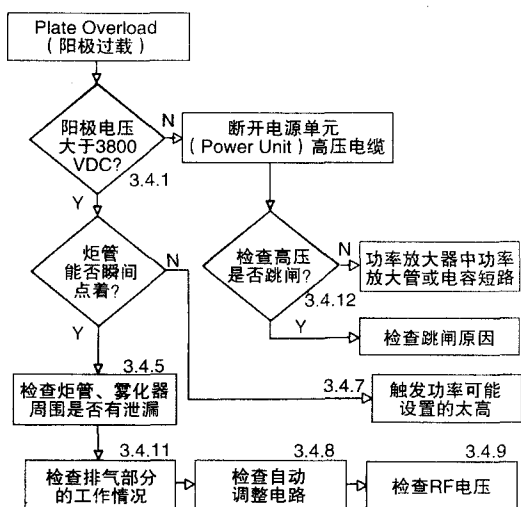 Plate Overload
（阳极过载）
阳极电压
大于3800
VDC?
3.4.1
N
断开电源单元
（Power Unit）高压电缆
Y
炬管
能否瞬间
点着?
N
检查高压
是否跳闸?
3.4.12
N
功率放大器中功率
放大管或电容短路
Y
检查跳闸原因
Y
3.4.5
检查炬管、雾化器
周围是否有泄漏
3.4.7
触发功率可能
设置的太高
3.4.11
检查排气部分
的工作情况
3.4.8
检查自动
调整电路
3.4.9
检查RF电压